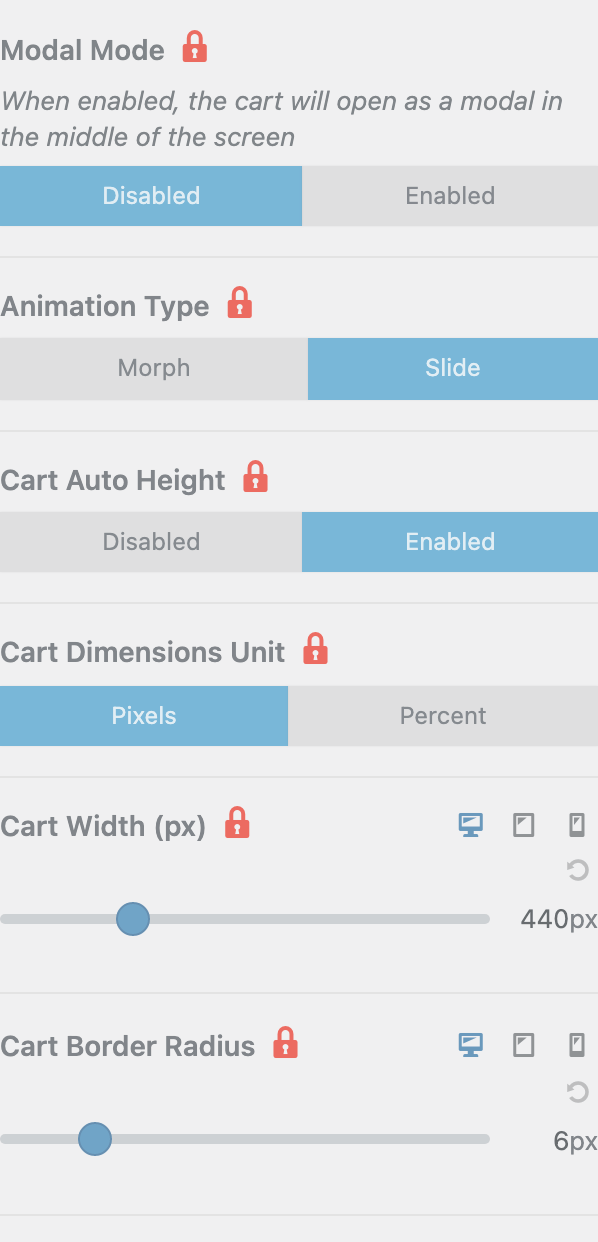 Modal Mode
When enabled, the cart will open as a modal in
the middle of the screen
Disabled Enabled
Animation Type
Morph Slide
Cart Auto Height
Disabled Enabled
Cart Dimensions Unit
Pixels Percent
Cart Width (px)
440px
Cart Border Radius
6px